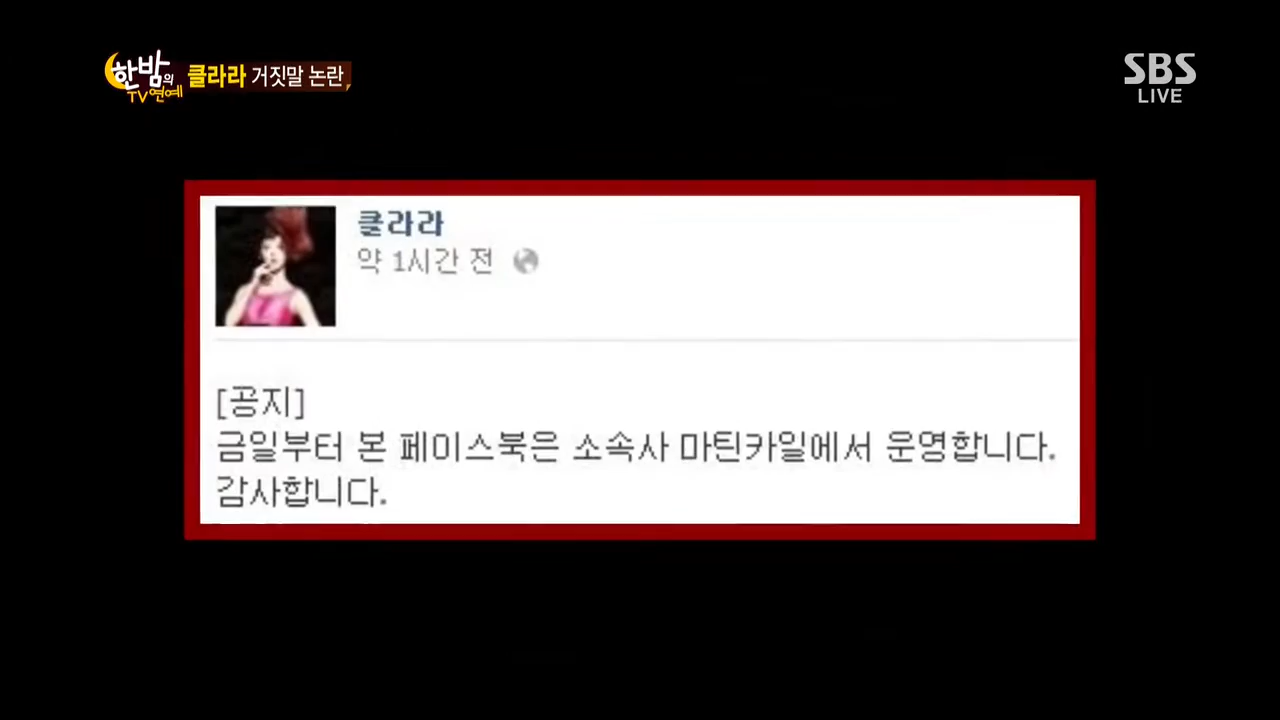 한밤의 TV연예 클라라 거짓말 논란
SBS
LIVE
클라라
약 1시간 전
[공지]
금일부터 본 페이스북은 소속사 마틴카일에서 운영합니다.
감사합니다.